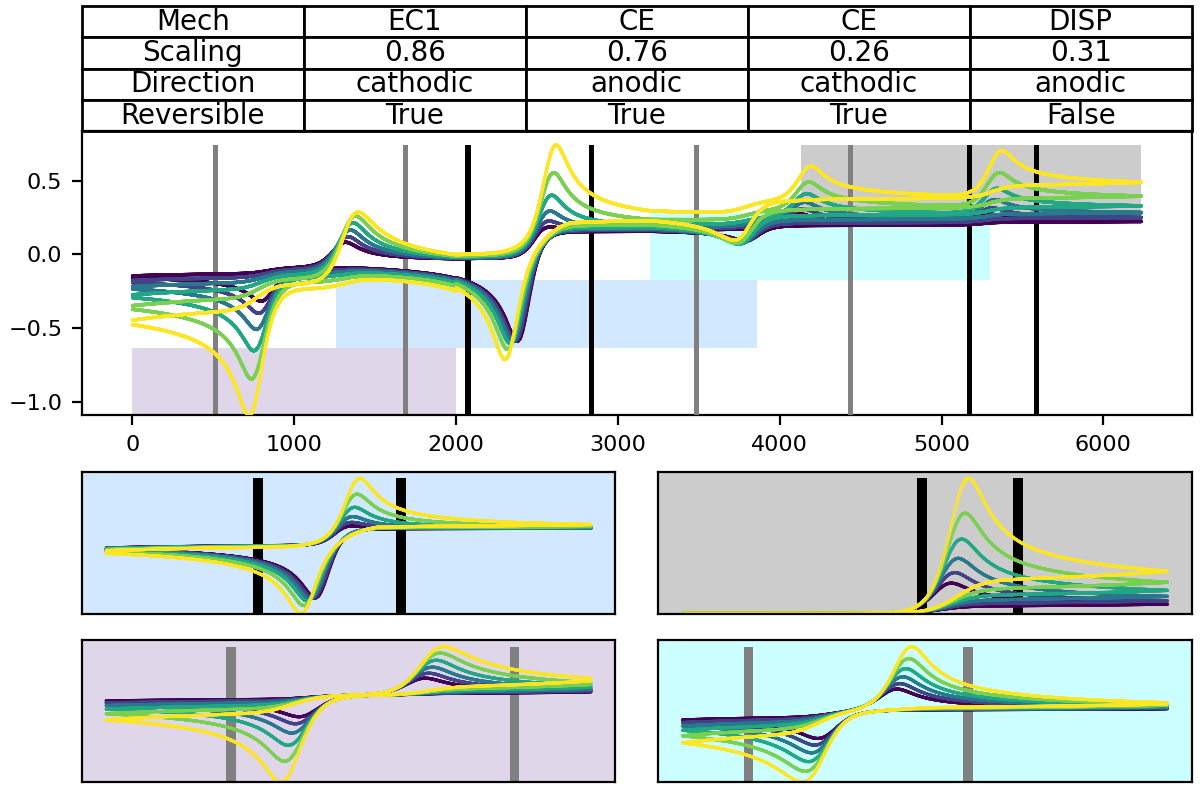 Mech EC1 CE CE DISP
Scaling 0.86 0.76 0.26 0.31
Direction cathodic anodic cathodic anodic
Reversible True True True False
0.5
0.0
−0.5
−1.0
0 1000 2000 3000 4000 5000 6000